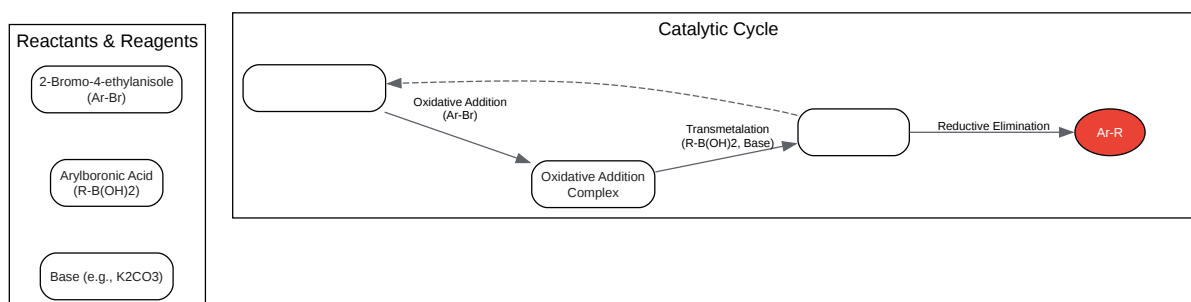 Reactants & Reagents
2-Bromo-4-ethylanisole
(Ar-Br)
Arylboronic Acid
(R-B(OH)2)
Base (e.g., K2CO3)
Catalytic Cycle
Oxidative Addition
(Ar-Br)
Oxidative Addition
Complex
Transmetalation
(R-B(OH)2, Base)
Reductive Elimination
Ar-R